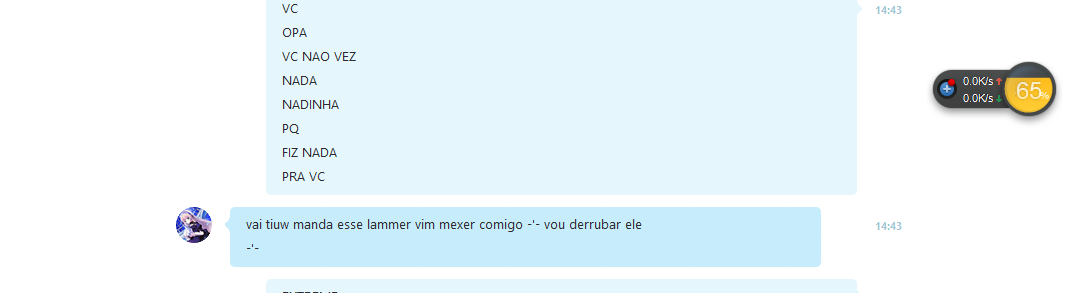 VC
14:43
OPA
VC NAO VEZ
NADA
0.0K/s
65%
0.0K/s
NADINHA
PQ
FIZ NADA
PRA VC
vai tiuw manda esse lammer vim mexer comigo -'- vou derrubar ele
14:43
-'-